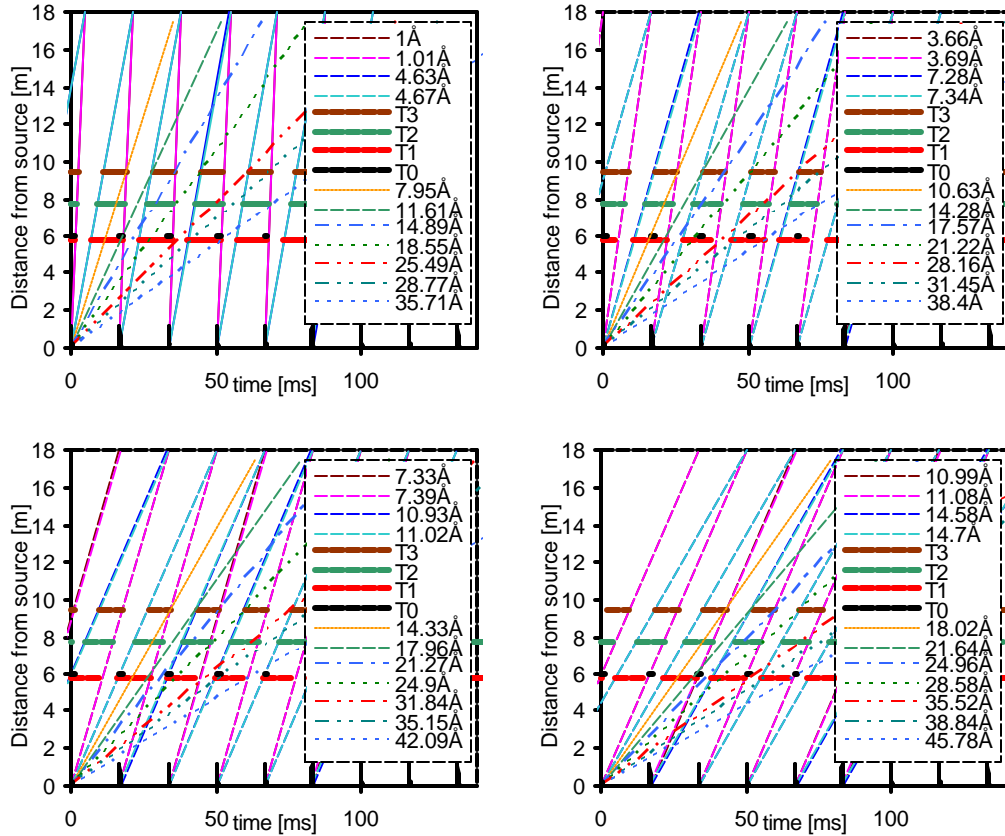 Distance from source [m]
18
16
14
12
10
8
6
4
2
0
0
50
100
time [ms]
1Å
1.01Å
4.63Å
4.67Å
T3
T2
T1
T0
7.95Å
11.61Å
14.89Å
18.55Å
25.49Å
28.77Å
35.71Å
Distance from source [m]
18
16
14
12
10
8
6
4
2
0
0
50
100
time [ms]
3.66Å
3.69Å
7.28Å
7.34Å
T3
T2
T1
T0
10.63Å
14.28Å
17.57Å
21.22Å
28.16Å
31.45Å
38.4Å
Distance from source [m]
18
16
14
12
10
8
6
4
2
0
0
50
100
time [ms]
7.33Å
7.39Å
10.93Å
11.02Å
T3
T2
T1
T0
14.33Å
17.96Å
21.27Å
24.9Å
31.84Å
35.15Å
42.09Å
Distance from source [m]
18
16
14
12
10
8
6
4
2
0
0
50
100
time [ms]
10.99Å
11.08Å
14.58Å
14.7Å
T3
T2
T1
T0
18.02Å
21.64Å
24.96Å
28.58Å
35.52Å
38.84Å
45.78Å